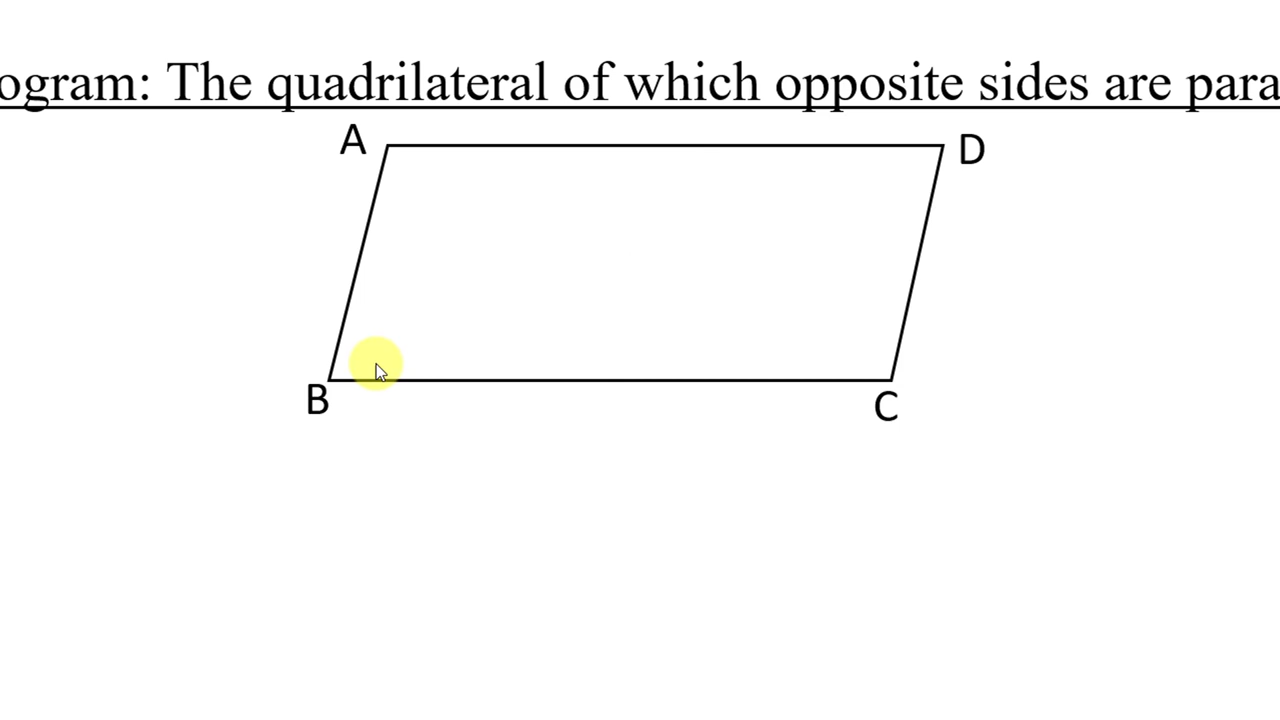 ogram: The quadrilateral of which opposite sides are para
A
D
B
C